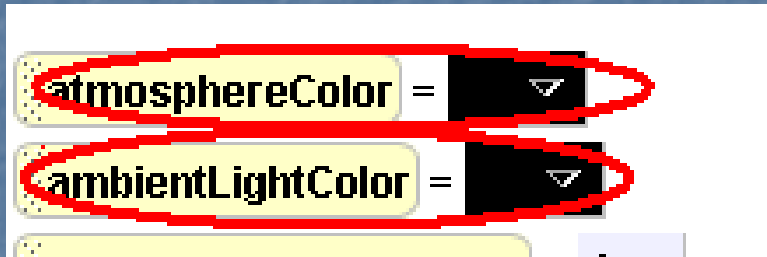 atmosphereColor =
ambientLightColor =